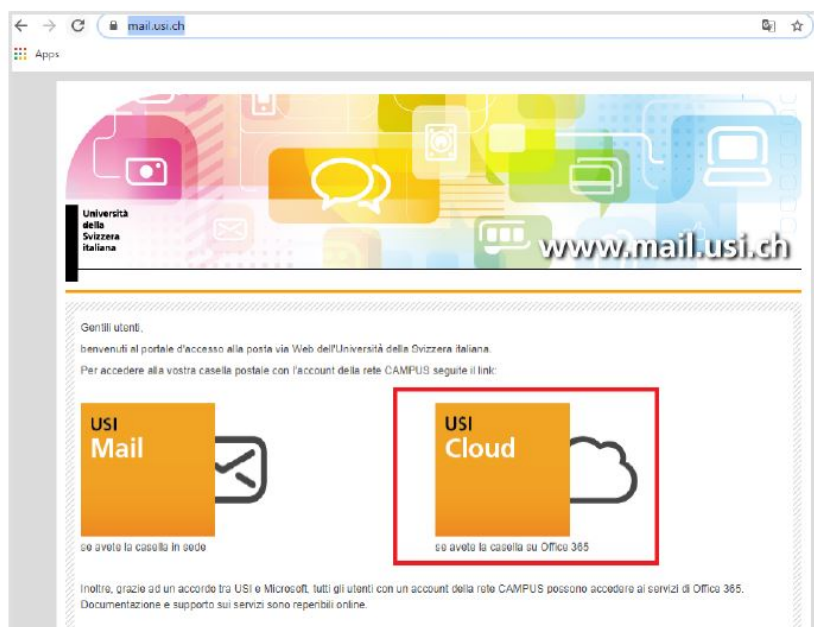 mail.usi.ch
Apps
Università
della
Svizzera
italiana
www.mail.usi.ch
Gentili utenti,
benvenuti al portale d'accesso alla posta via Web dell'Università della Svizzera italiana.
Per accedere alla vostra casella postale con l'account della rete CAMPUS seguite il link:
USI
Mail
USI
Cloud
se avete la casella in sede
se avete la casella su Office 365
Inoltre, grazie ad un accordo tra USI e Microsoft, tutti gli utenti con un account della rete CAMPUS possono accedere ai servizi di Office 365.
Documentazione e supporto sui servizi sono reperibili online.